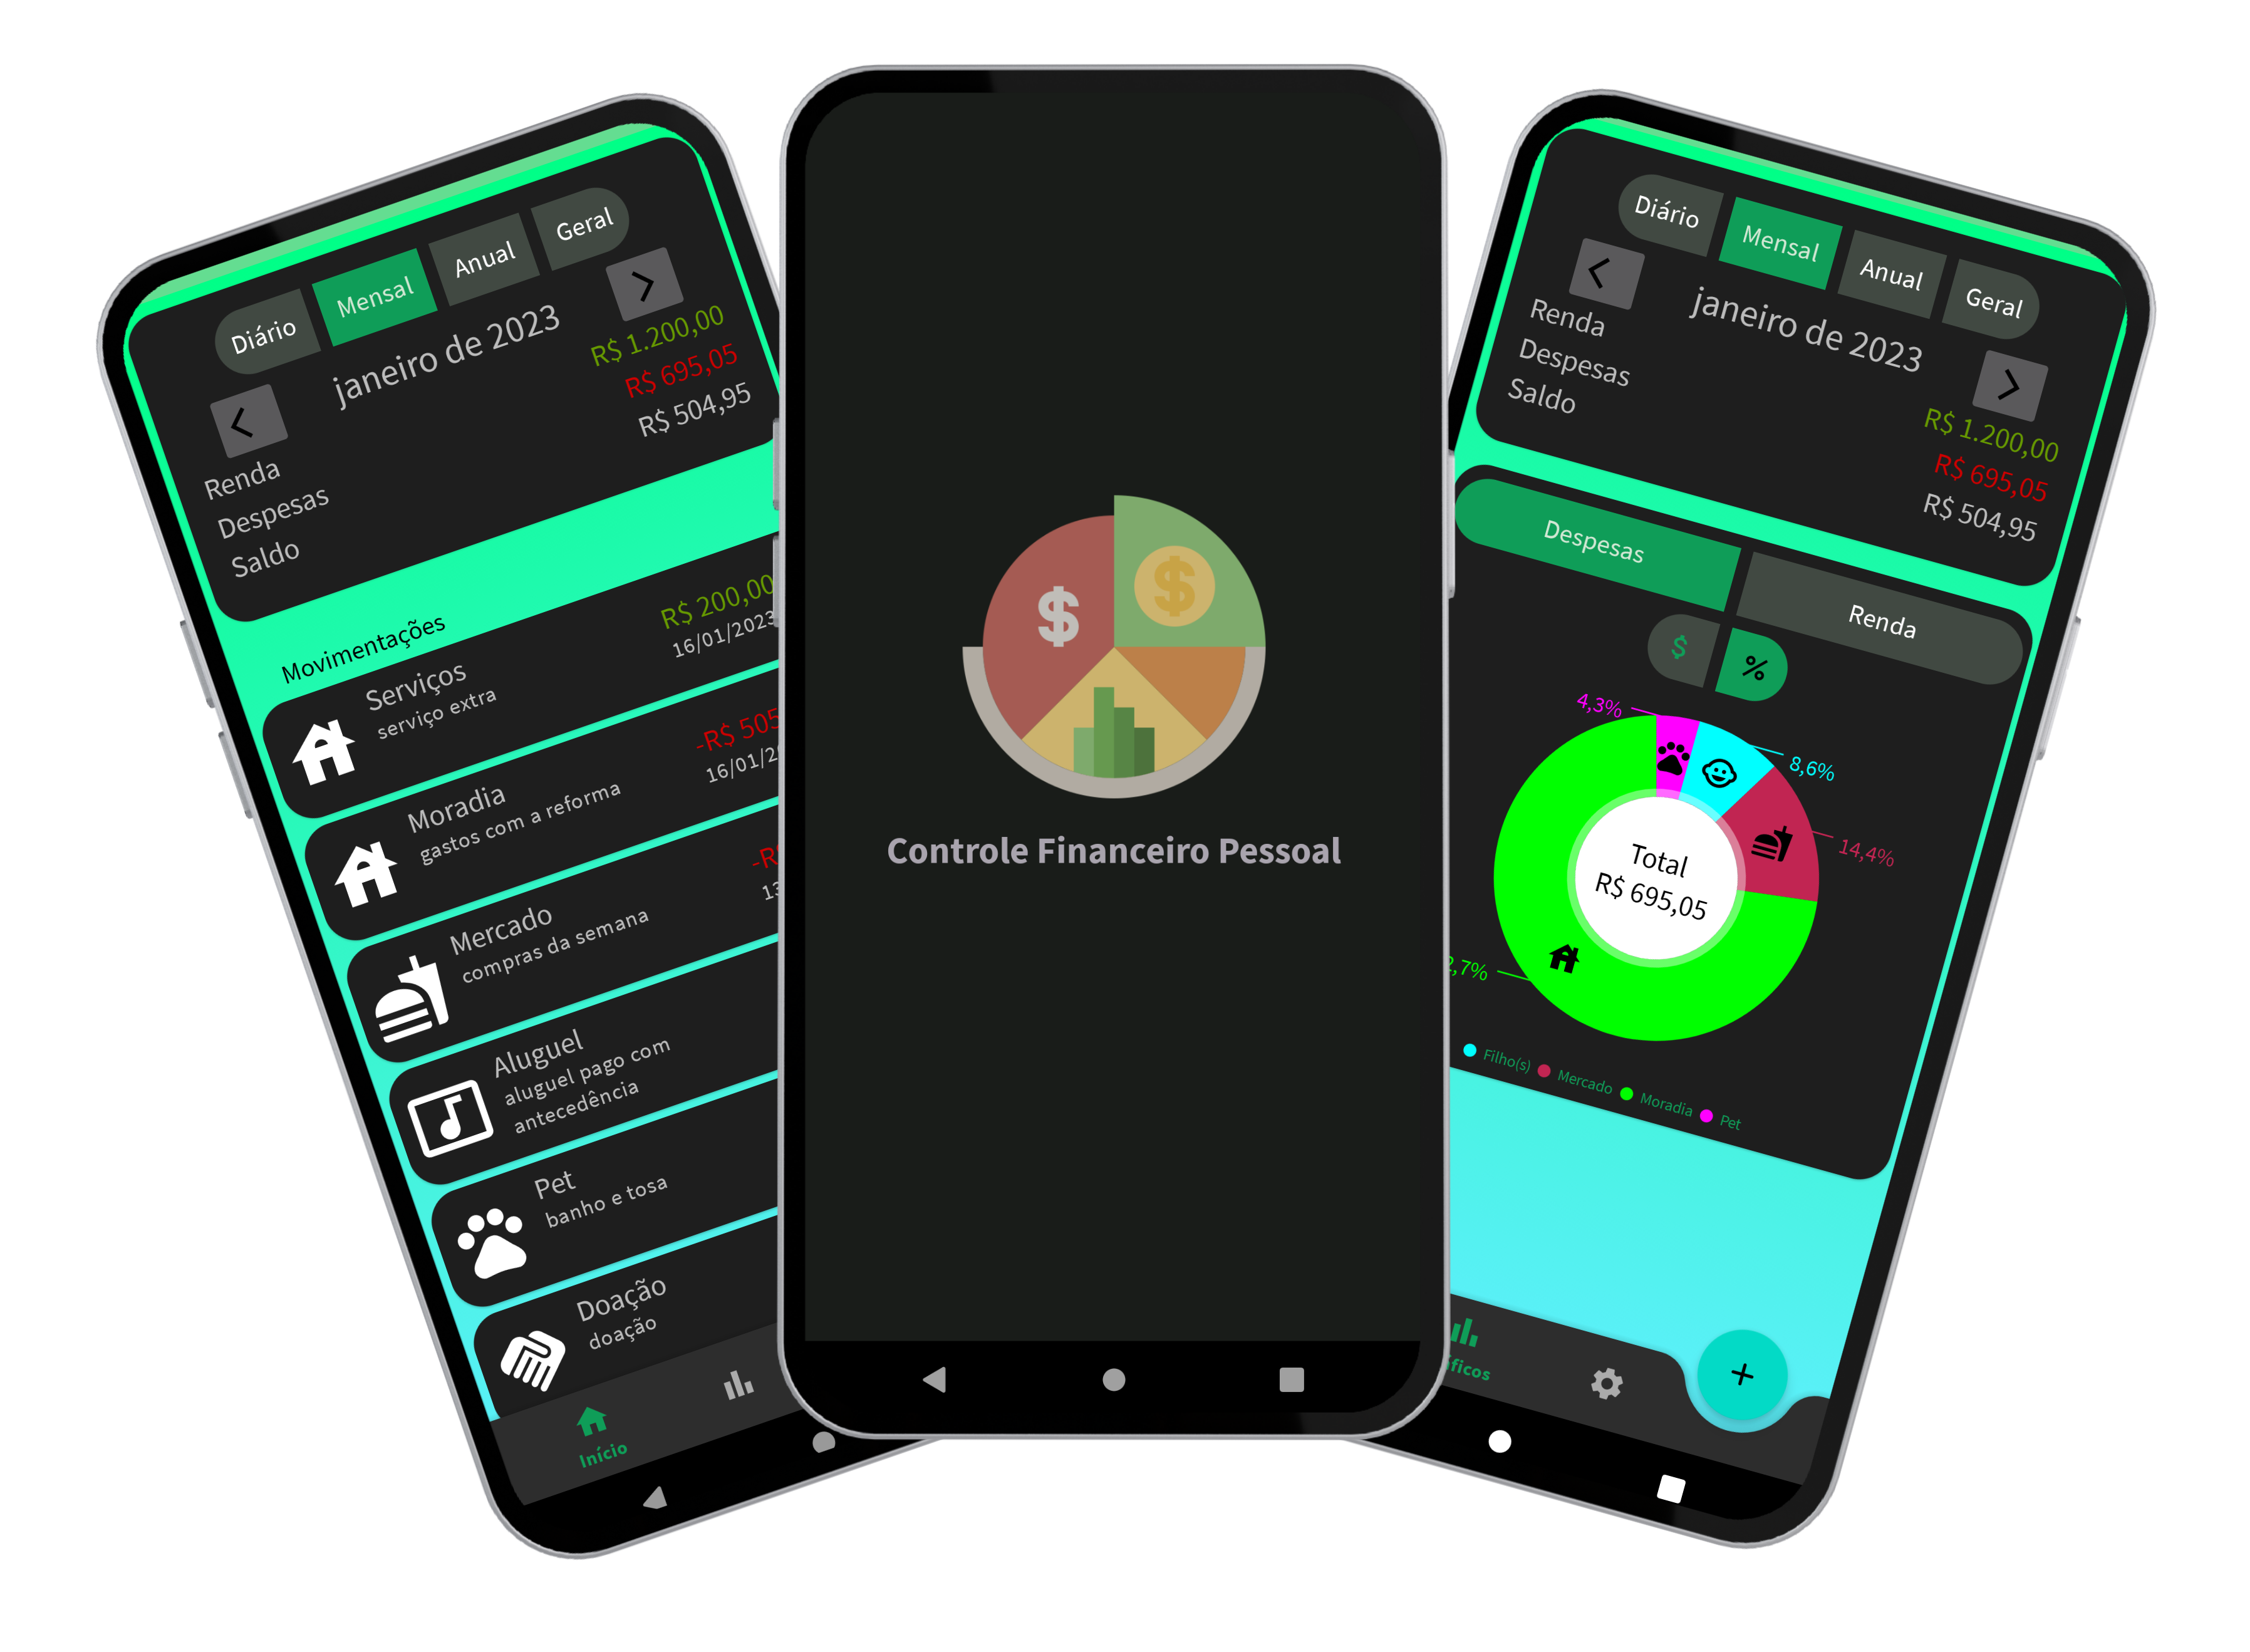 Diário
Mensal
Anual
Geral
janeiro de 2023
Renda
R$ 1.200,00
Despesas
R$ 695,05
Saldo
R$ 504,95
Movimentações
Serviços
serviço extra
R$ 200,00
16/01/2023
Moradia
gastos com a reforma
-R$ 505
16/01/2
Mercado
compras da semana
-R
13
Aluguel
aluguel pago com
antecedência
Pet
banho e tosa
Doação
doação
Início
$
$
Controle Financeiro Pessoal
Diário
Mensal
Anual
Geral
janeiro de 2023
Renda
R$ 1.200,00
Despesas
R$ 695,05
Saldo
R$ 504,95
Despesas
Renda
$
%
4,3%
8,6%
14,4%
2,7%
Total
R$ 695,05
Filho(s)
Mercado
Moradia
Pet
ficos
+